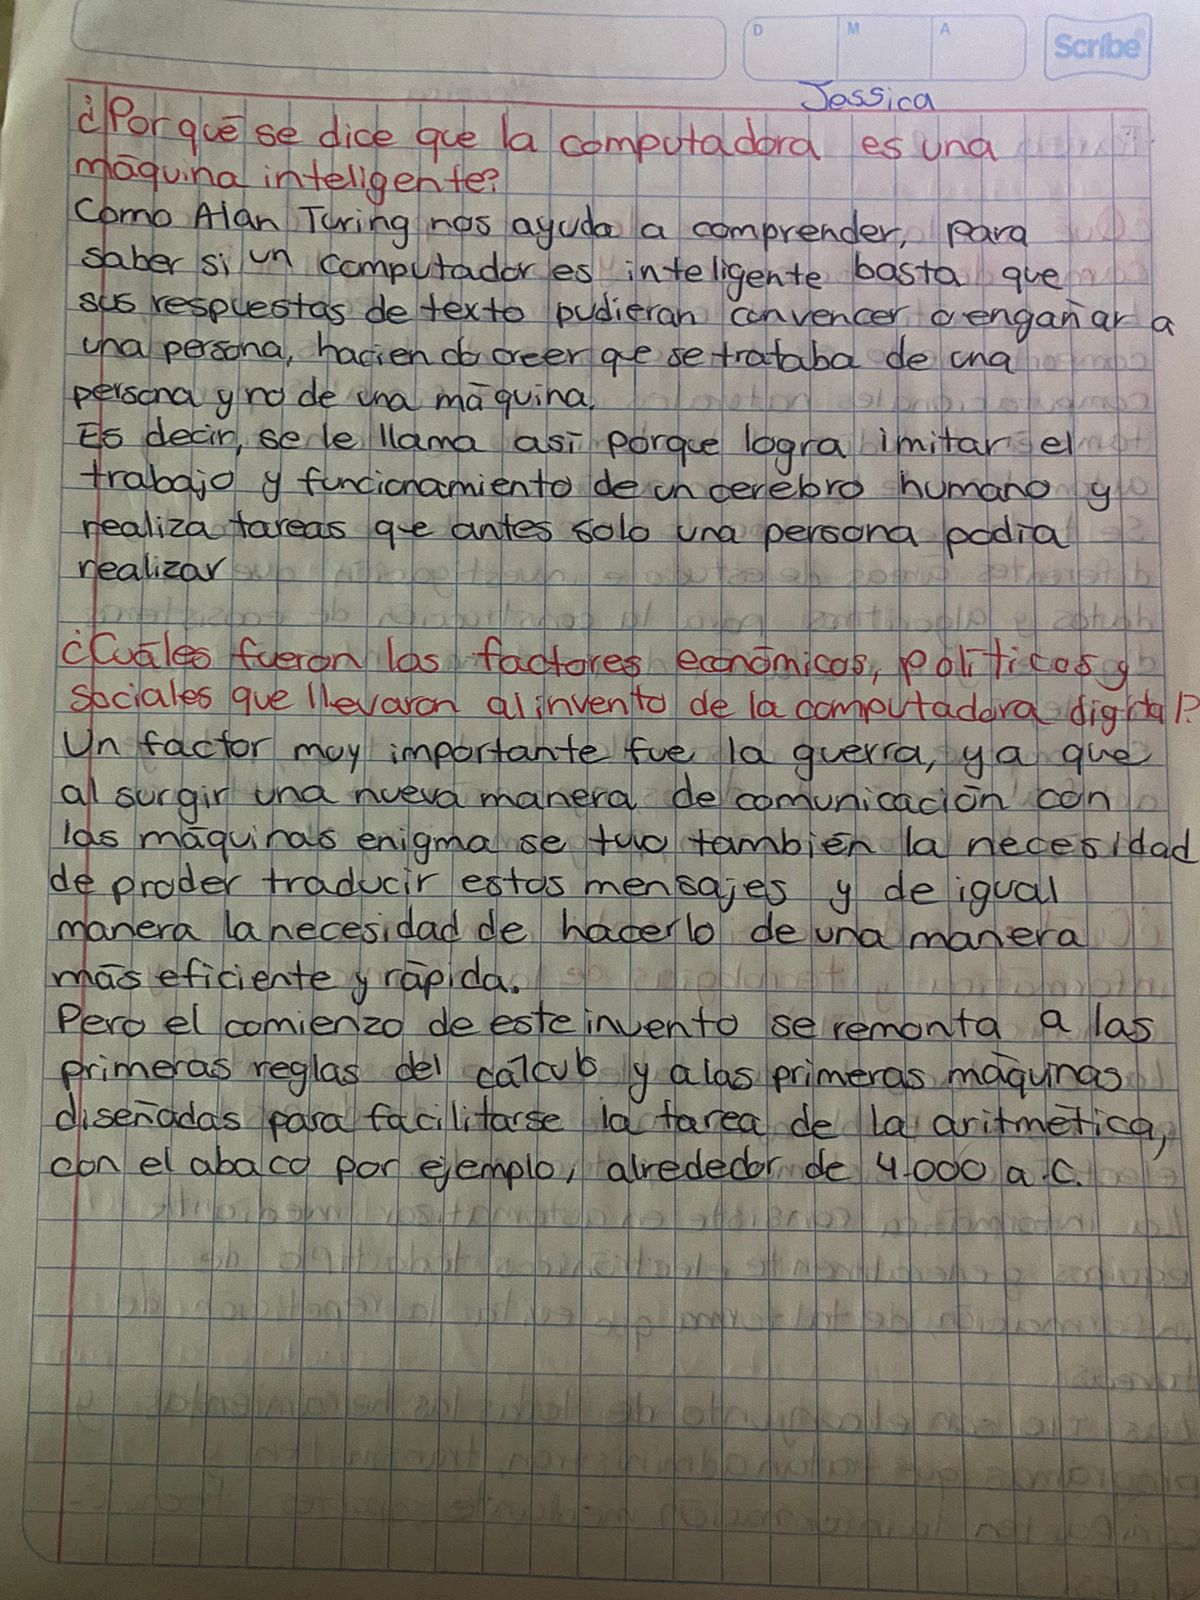 D M A
Scribe
Jessica
¿Por qué se dice que la computadora es una
máquina inteligente?
Como Alan Turing nos ayuda a comprender, para
saber si un computador es inteligente basta que
sus respuestas de texto pudieran convencer o engañar a
una persona, haciendo creer que se trataba de una
persona y no de una máquina.
Es decir, se le llama así porque logra imitar el
trabajo y funcionamiento de un cerebro humano y
realiza tareas que antes solo una persona podía
realizar
¿Cuáles fueron los factores económicos, políticos y
sociales que llevaron al invento de la computadora digital?
Un factor muy importante fue la guerra, ya que
al surgir una nueva manera de comunicación con
las máquinas enigma se tuvo también la necesidad
de proder traducir estos mensajes y de igual
manera la necesidad de hacerlo de una manera
más eficiente y rápida.
Pero el comienzo de este invento se remonta a las
primeras reglas del cálculo y a las primeras máquinas
diseñadas para facilitarse la tarea de la aritmética,
con el abaco por ejemplo, alrededor de 4.000 a.C.